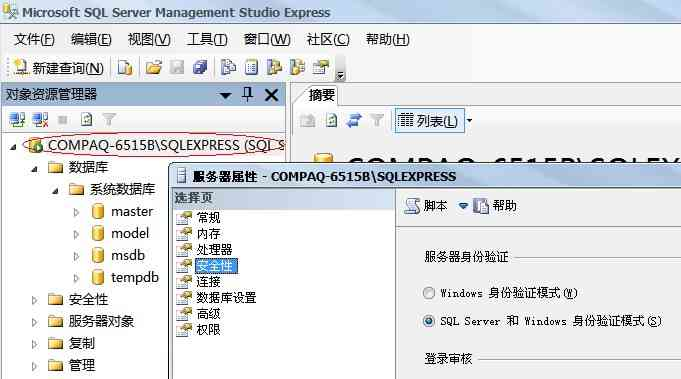 Microsoft SQL Server Management Studio Express
文件(F) 编辑(E) 视图(V) 工具(T) 窗口(W) 社区(C) 帮助(H)
新建查询(N)
对象资源管理器
摘要
列表(L)
COMPAQ-6515B\SQLEXPRESS (SQL S
数据库
系统数据库
master
model
msdb
tempdb
安全性
服务器对象
复制
管理
服务器属性 - COMPAQ-6515B\SQLEXPRESS
选择页
常规
内存
处理器
安全性
连接
数据库设置
高级
权限
脚本 帮助
服务器身份验证
Windows 身份验证模式(W)
SQL Server 和 Windows 身份验证模式(S)
登录审核